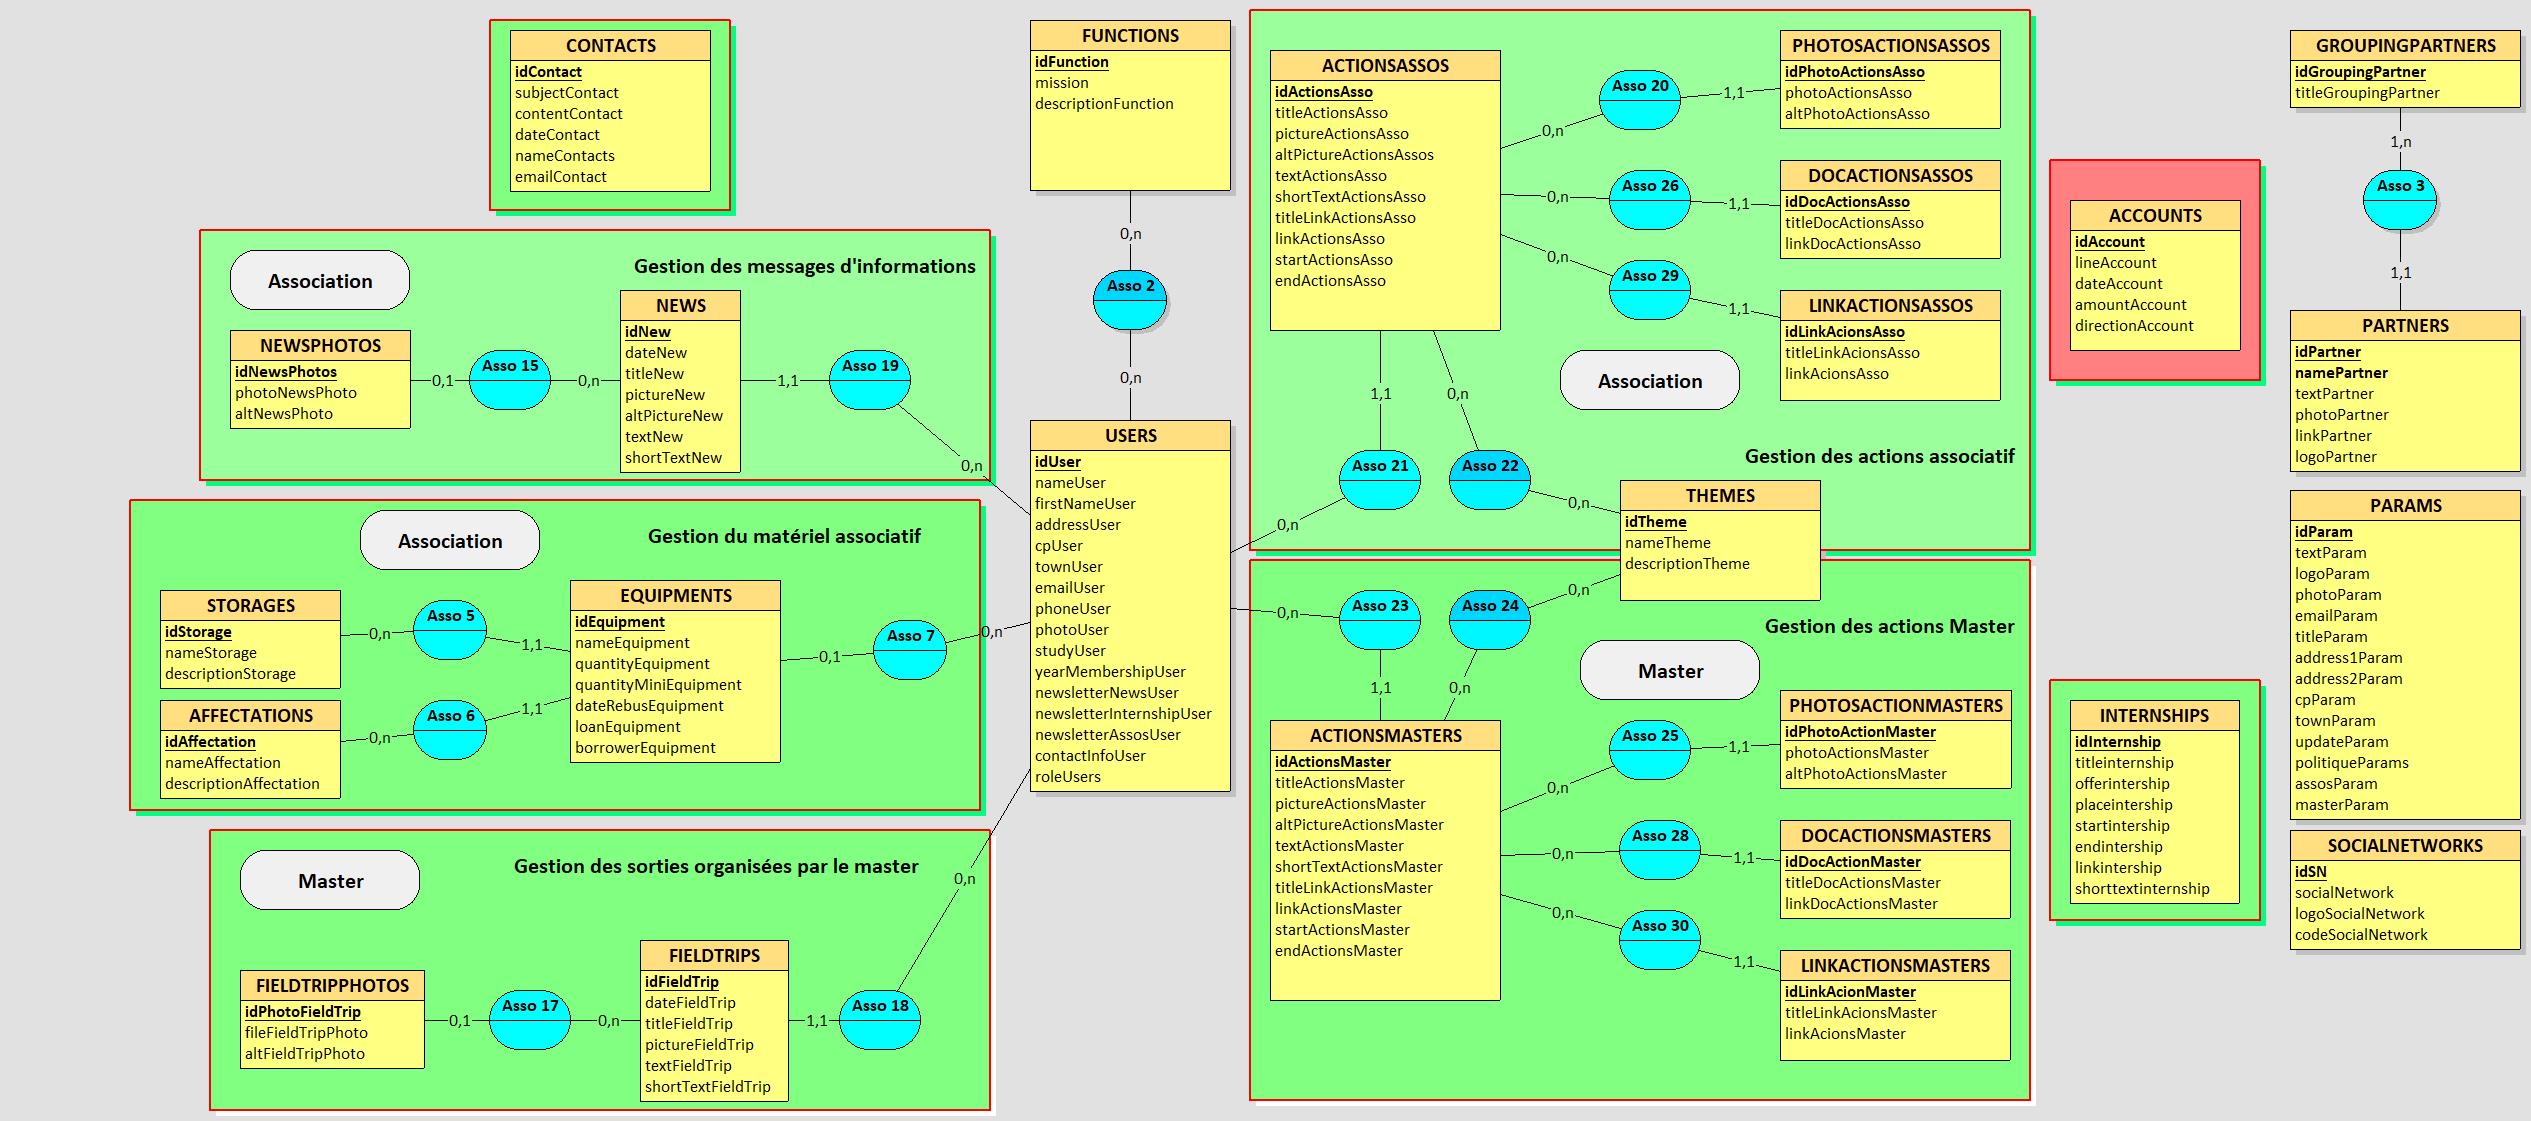 CONTACTS
idContact
subjectContact
contentContact
dateContact
nameContacts
emailContact
FUNCTIONS
idFunction
mission
descriptionFunction
0,n
Asso 2
0,n
USERS
idUser
nameUser
firstNameUser
addressUser
cpUser
townUser
emailUser
phoneUser
photoUser
studyUser
yearMembershipUser
newsletterNewsUser
newsletterInternshipUser
newsletterAssosUser
contactInfoUser
roleUsers
Gestion des messages d'informations
Association
NEWSPHOTOS
idNewsPhotos
photoNewsPhoto
altNewsPhoto
0,1
Asso 15
0,n
NEWS
idNew
dateNew
titleNew
pictureNew
altPictureNew
textNew
shortTextNew
1,1
Asso 19
0,n
Gestion du matériel associatif
Association
STORAGES
idStorage
nameStorage
descriptionStorage
0,n
Asso 5
1,1
AFFECTATIONS
idAffectation
nameAffectation
descriptionAffectation
0,n
Asso 6
1,1
EQUIPMENTS
idEquipment
nameEquipment
quantityEquipment
quantityMiniEquipment
dateRebusEquipment
loanEquipment
borrowerEquipment
0,1
Asso 7
0,n
Gestion des sorties organisées par le master
Master
FIELDTRIPPHOTOS
idPhotoFieldTrip
fileFieldTripPhoto
altFieldTripPhoto
0,1
Asso 17
0,n
FIELDTRIPS
idFieldTrip
dateFieldTrip
titleFieldTrip
pictureFieldTrip
textFieldTrip
shortTextFieldTrip
1,1
Asso 18
0,n
ACTIONSASSOS
idActionsAsso
titleActionsAsso
pictureActionsAsso
altPictureActionsAssos
textActionsAsso
shortTextActionsAsso
titleLinkActionsAsso
linkActionsAsso
startActionsAsso
endActionsAsso
0,n
Asso 20
1,1
PHOTOSACTIONSASSOS
idPhotoActionsAsso
photoActionsAsso
altPhotoActionsAsso
0,n
Asso 26
1,1
DOCACTIONSASSOS
idDocActionsAsso
titleDocActionsAsso
linkDocActionsAsso
0,n
Asso 29
1,1
LINKACTIONSASSOS
idLinkAcionsAsso
titleLinkAcionsAsso
linkAcionsAsso
Association
Gestion des actions associatif
1,1
Asso 21
0,n
0,n
Asso 22
0,n
THEMES
idTheme
nameTheme
descriptionTheme
0,n
Asso 23
1,1
0,n
Asso 24
0,n
Gestion des actions Master
Master
ACTIONSMASTERS
idActionsMaster
titleActionsMaster
pictureActionsMaster
altPictureActionsMaster
textActionsMaster
shortTextActionsMaster
titleLinkActionsMaster
linkActionsMaster
startActionsMaster
endActionsMaster
0,n
Asso 25
1,1
PHOTOSACTIONMASTERS
idPhotoActionMaster
photoActionsMaster
altPhotoActionsMaster
0,n
Asso 28
1,1
DOCACTIONSMASTERS
idDocActionMaster
titleDocActionsMaster
linkDocActionsMaster
0,n
Asso 30
1,1
LINKACTIONSMASTERS
idLinkAcionMaster
titleLinkAcionsMaster
linkAcionsMaster
ACCOUNTS
idAccount
lineAccount
dateAccount
amountAccount
directionAccount
INTERNSHIPS
idInternship
titleinternship
offerintership
placeintership
startintership
endintership
linkintership
shorttextinternship
GROUPINGPARTNERS
idGroupingPartner
titleGroupingPartner
1,n
Asso 3
1,1
PARTNERS
idPartner
namePartner
textPartner
photoPartner
linkPartner
logoPartner
PARAMS
idParam
textParam
logoParam
photoParam
emailParam
titleParam
address1Param
address2Param
cpParam
townParam
updateParam
politiqueParams
assosParam
masterParam
SOCIALNETWORKS
idSN
socialNetwork
logoSocialNetwork
codeSocialNetwork